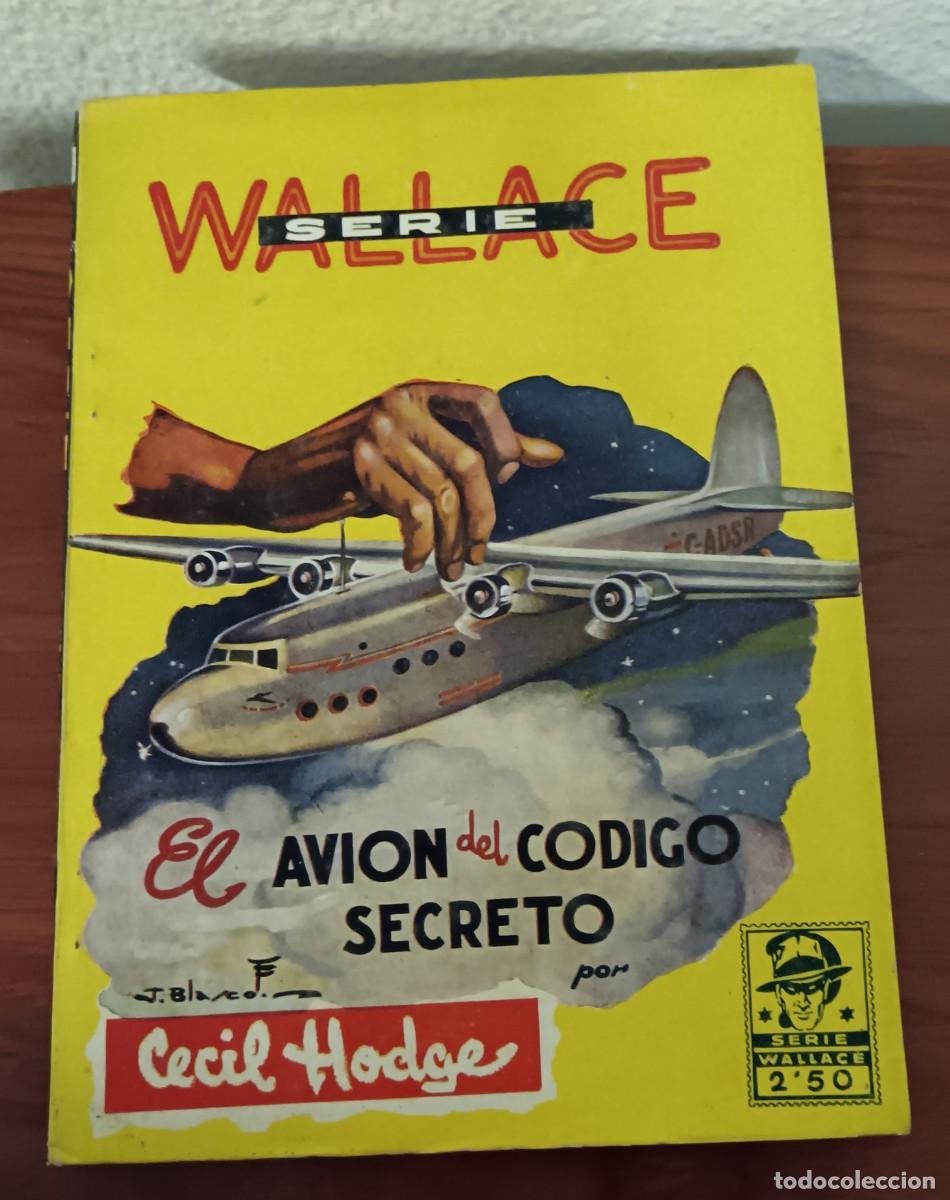 WALLACE
SERIE
G-ADSR
El AVION del CODIGO
SECRETO
por
J. Blasco.
Cecil Hodge
SERIE
WALLACE
2'50
todocoleccion